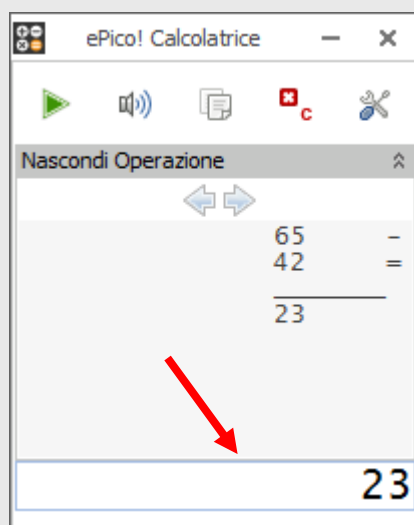 ePico! Calcolatrice
c
Nascondi Operazione
65 -
42 =
23
23